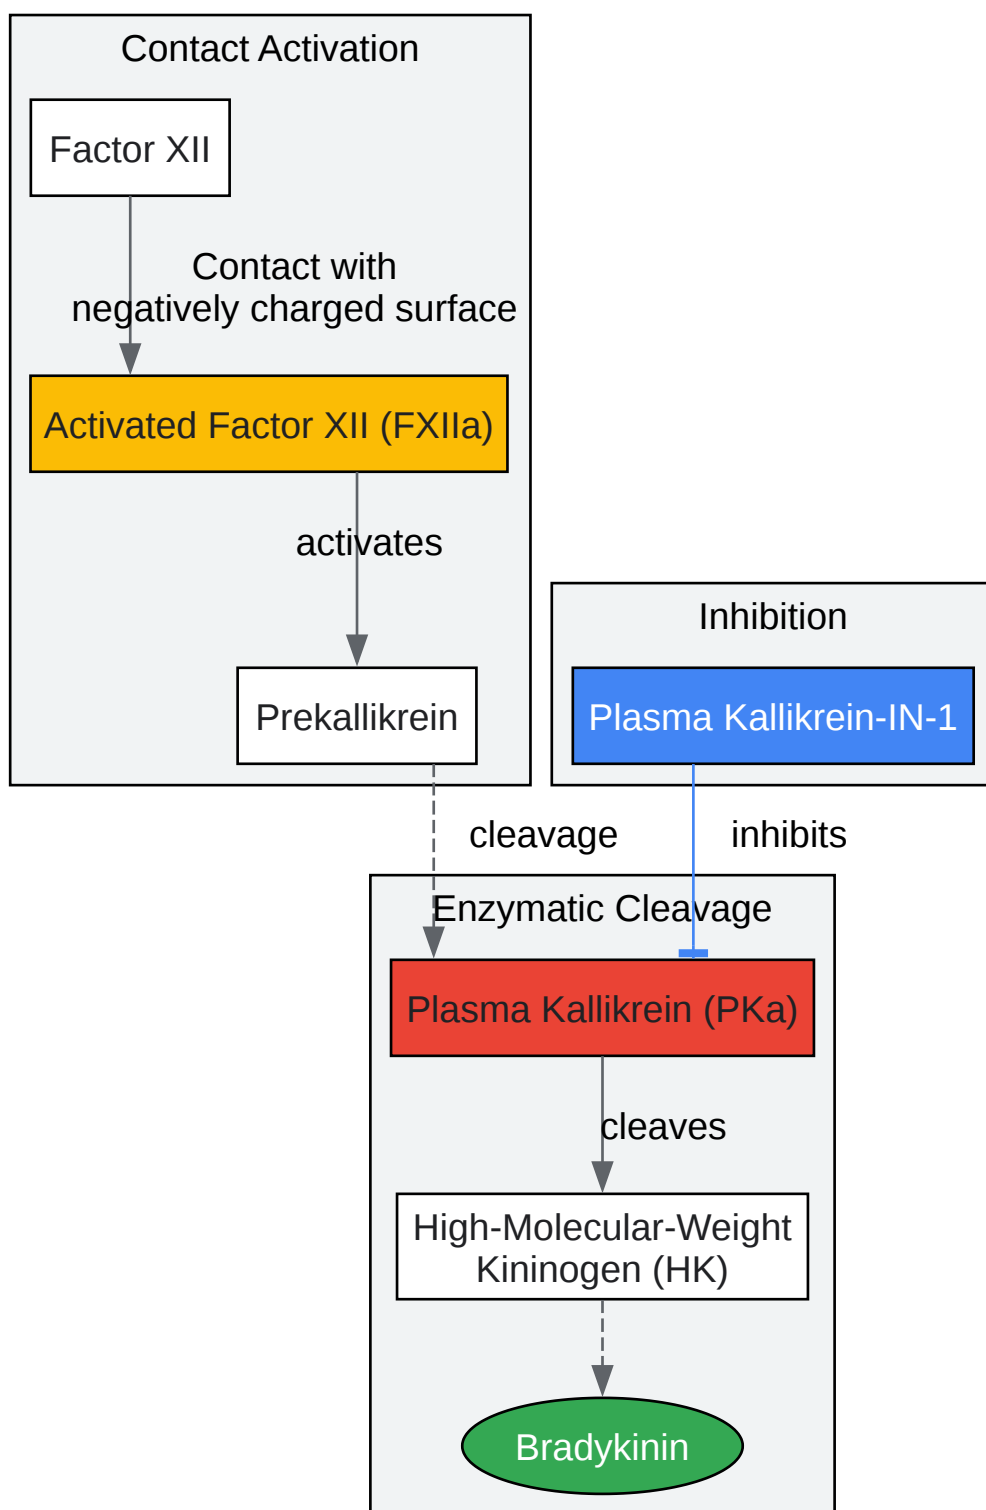 Contact Activation
Factor XII
Contact with
negatively charged surface
Activated Factor XII (FXIIa)
activates
Prekallikrein
Inhibition
Plasma Kallikrein-IN-1
cleavage
inhibits
Enzymatic Cleavage
Plasma Kallikrein (PKa)
cleaves
High-Molecular-Weight
Kininogen (HK)
Bradykinin